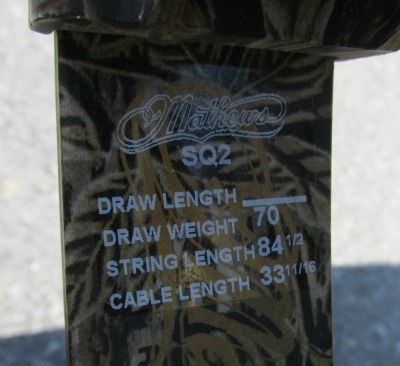 Mathews
SQ2
DRAW LENGTH
DRAW WEIGHT 70
STRING LENGTH 84 1/2
CABLE LENGTH 33 11/16